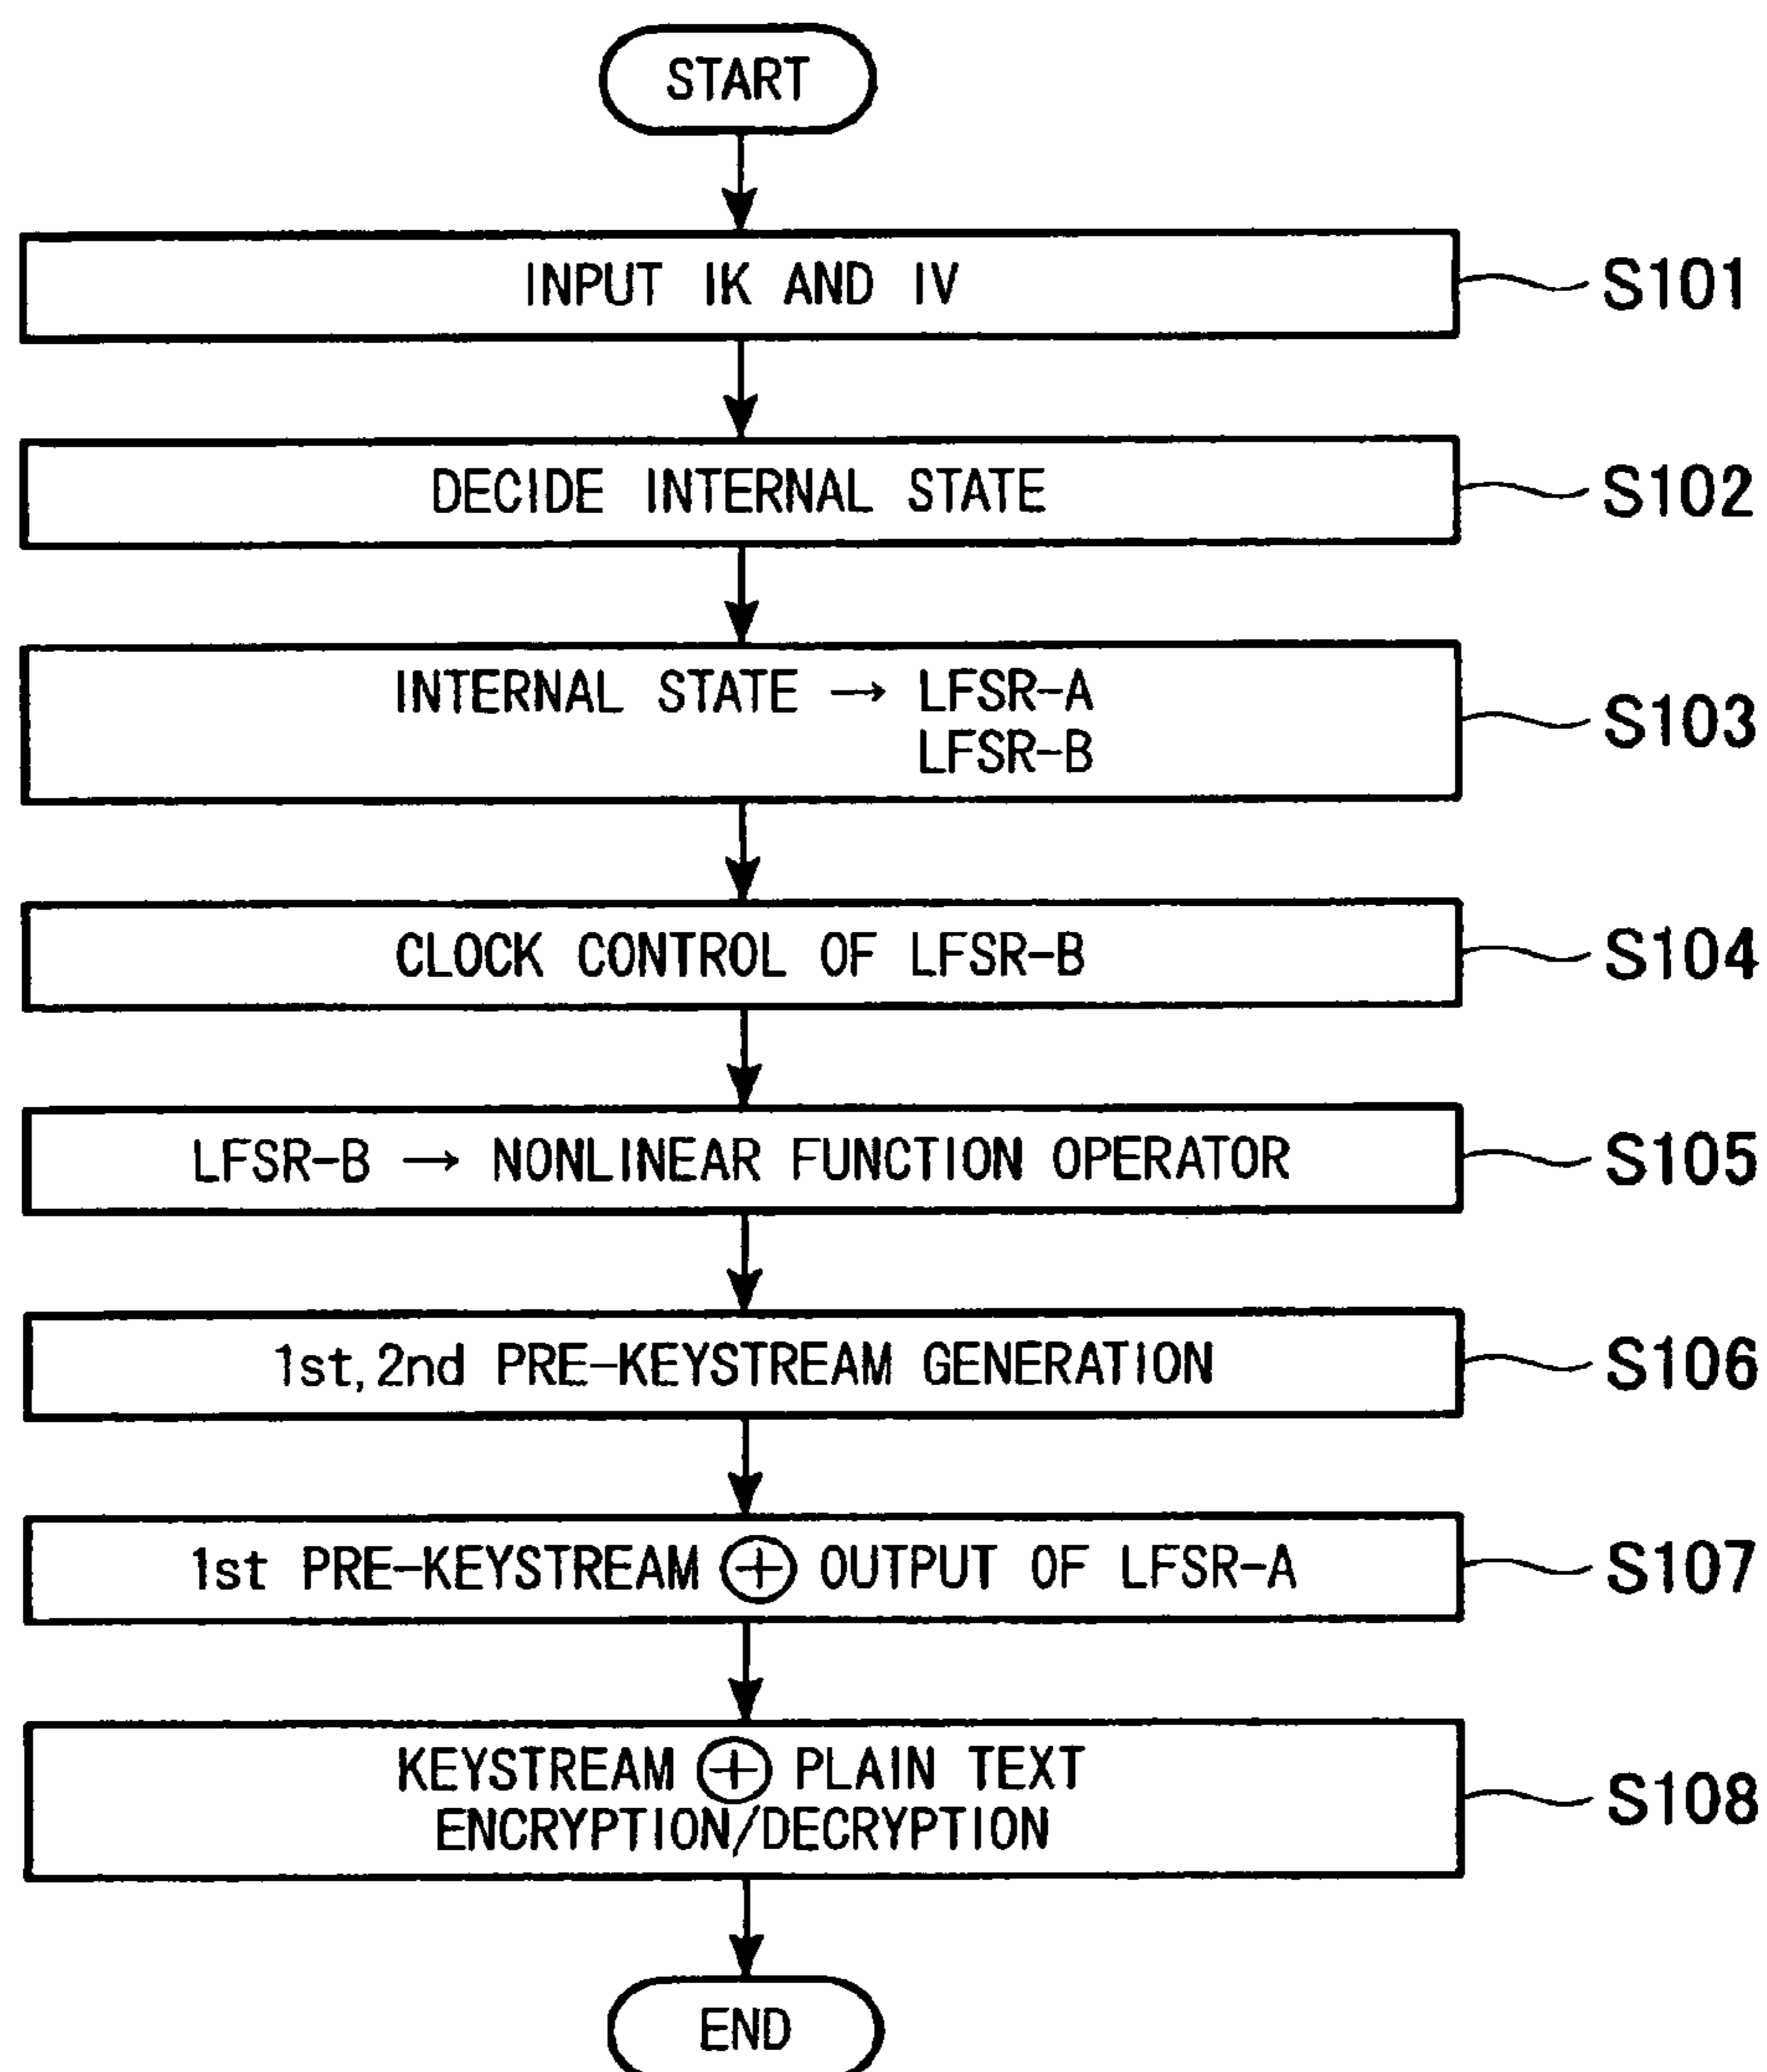 START
INPUT IK AND IV
S101
DECIDE INTERNAL STATE
S102
INTERNAL STATE → LFSR-A
LFSR-B
S103
CLOCK CONTROL OF LFSR-B
S104
LFSR-B → NONLINEAR FUNCTION OPERATOR
S105
1st, 2nd PRE-KEYSTREAM GENERATION
S106
1st PRE-KEYSTREAM ⊕ OUTPUT OF LFSR-A
S107
KEYSTREAM ⊕ PLAIN TEXT
ENCRYPTION/DECRYPTION
S108
END